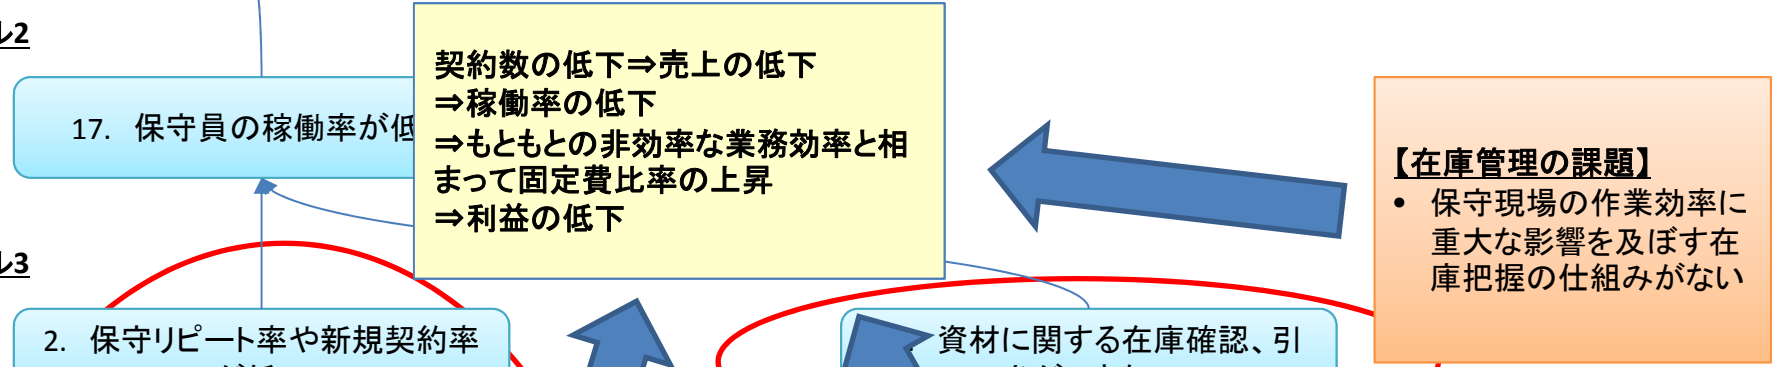 ル2
契約数の低下⇒売上の低下
⇒稼働率の低下
⇒もともとの非効率な業務効率と相
まって固定費比率の上昇
⇒利益の低下
17. 保守員の稼働率が低
【在庫管理の課題】
• 保守現場の作業効率に
重大な影響を及ぼす在
庫把握の仕組みがない
ル3
2. 保守リピート率や新規契約率
資材に関する在庫確認、引